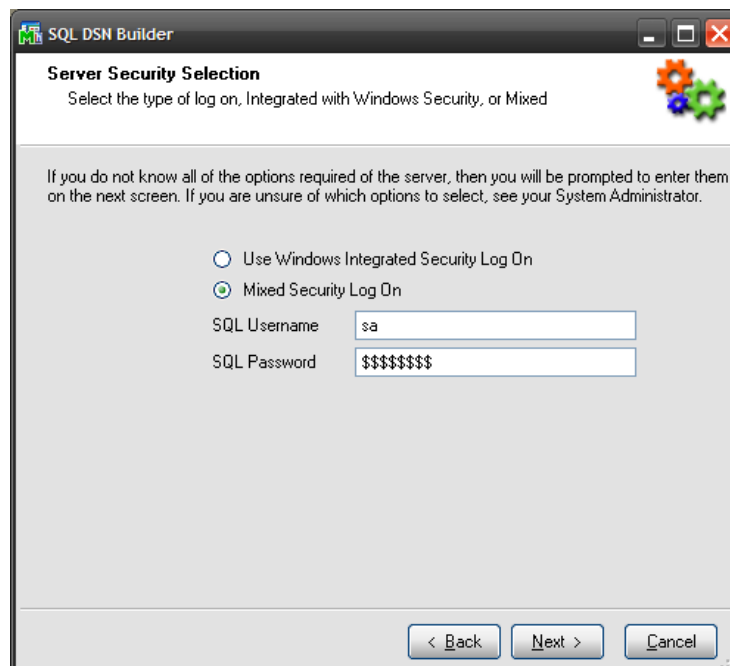 SQL DSN Builder
Server Security Selection
Select the type of log on, Integrated with Windows Security, or Mixed
If you do not know all of the options required of the server, then you will be prompted to enter them
on the next screen. If you are unsure of which options to select, see your System Administrator.
Use Windows Integrated Security Log On
Mixed Security Log On
SQL Username sa
SQL Password $$$$$$$$
< Back Next > Cancel